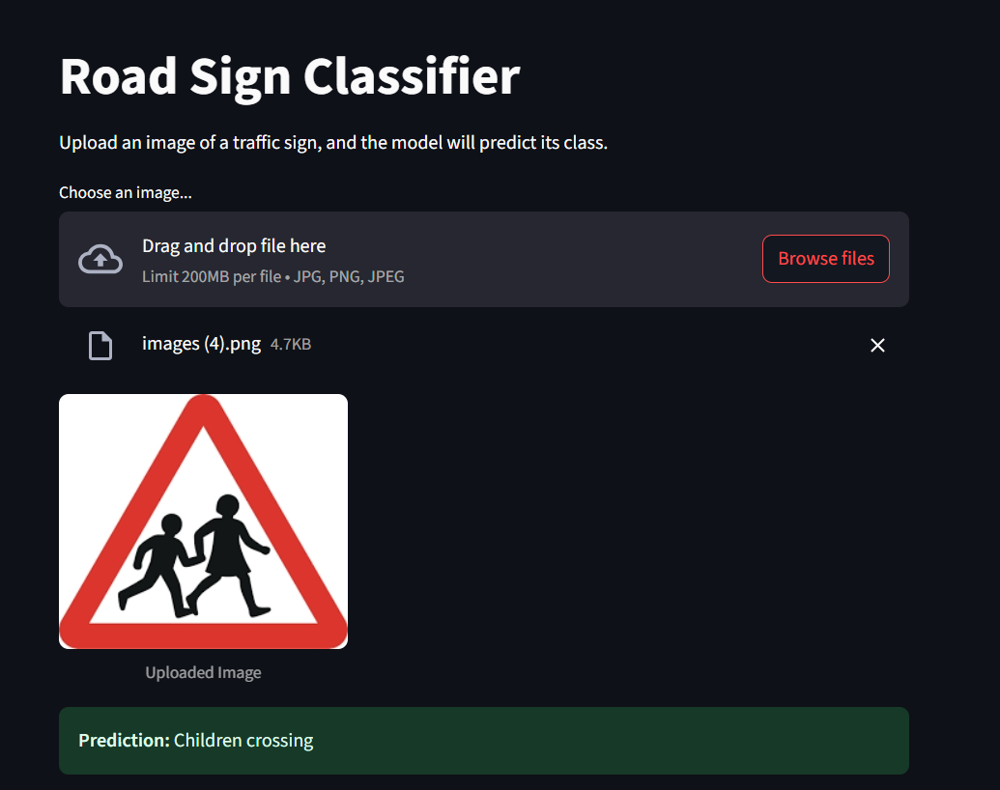 Road Sign Classifier
Upload an image of a traffic sign, and the model will predict its class.
Choose an image...
Drag and drop file here
Limit 200MB per file • JPG, PNG, JPEG
Browse files
images (4).png 4.7KB
Uploaded Image
Prediction: Children crossing